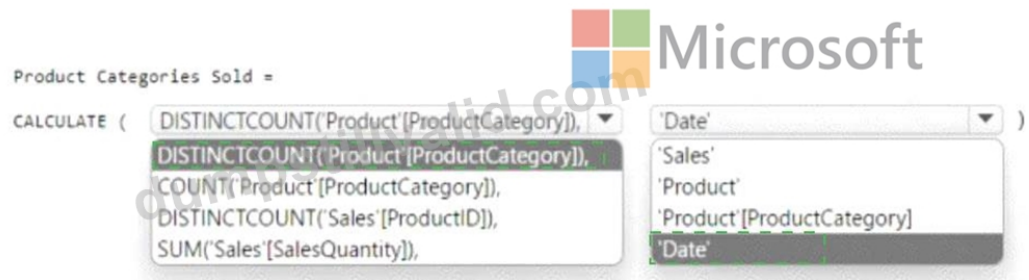 Microsoft
Product Categories Sold =
CALCULATE ( DISTINCTCOUNT('Product'[ProductCategory]), 'Date' )
DISTINCTCOUNT('Product'[ProductCategory]), 'Sales'
COUNT('Product'[ProductCategory]), 'Product'
DISTINCTCOUNT('Sales'[ProductID]), 'Product'[ProductCategory]
SUM('Sales'[SalesQuantity]), 'Date'